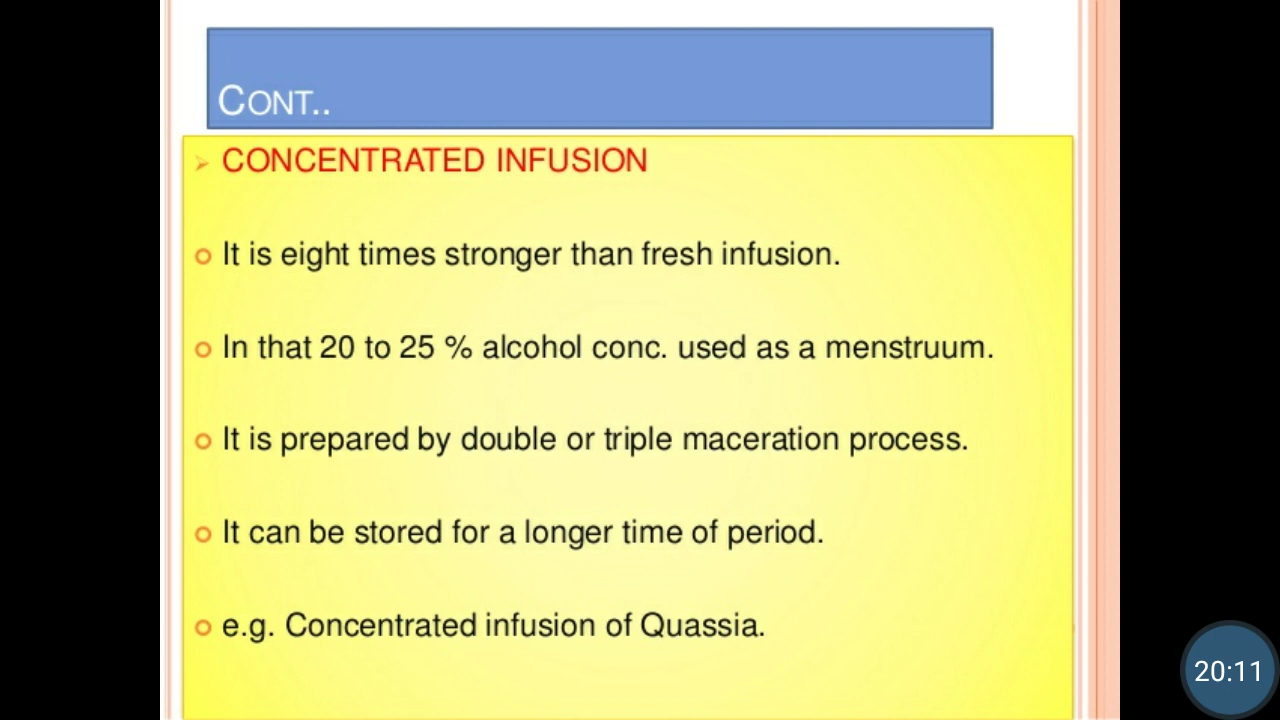 CONT..
CONCENTRATED INFUSION
It is eight times stronger than fresh infusion.
In that 20 to 25 % alcohol conc. used as a menstruum.
It is prepared by double or triple maceration process.
It can be stored for a longer time of period.
e.g. Concentrated infusion of Quassia.
20:11